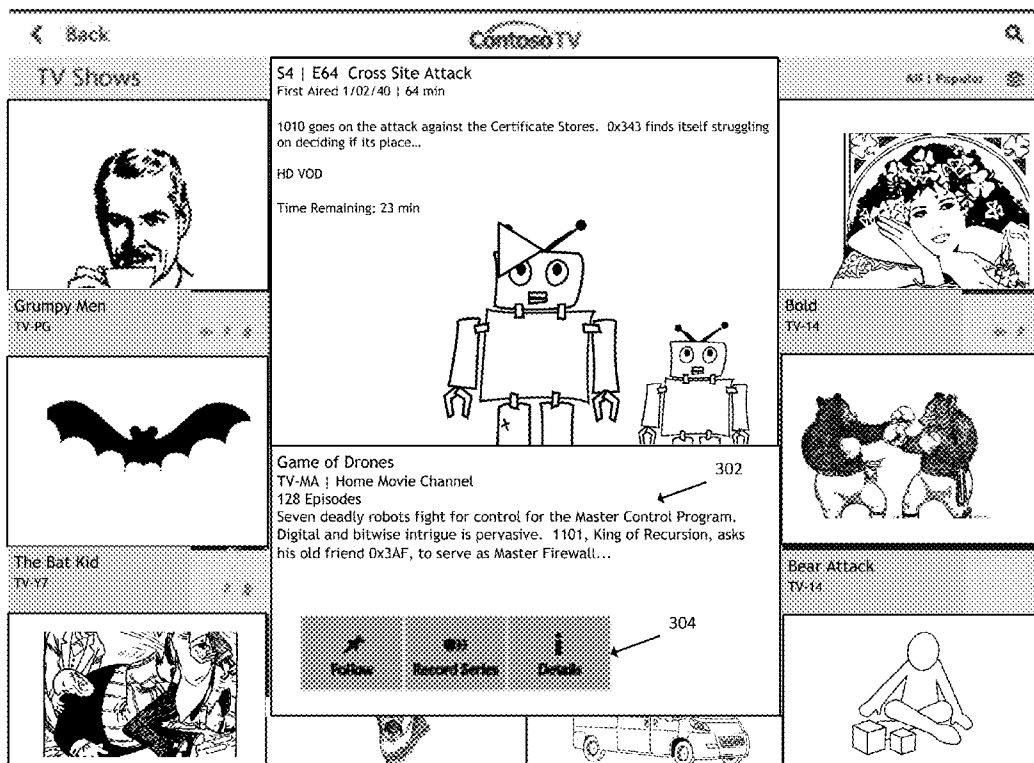 Back
ContosoTV
TV Shows
All | Popular
S4 | E64 Cross Site Attack
First Aired 1/02/40 | 64 min
1010 goes on the attack against the Certificate Stores. 0x343 finds itself struggling
on deciding if its place...
HD VOD
Time Remaining: 23 min
Grumpy Men
TV-PG
Bold
TV-14
Game of Drones
TV-MA | Home Movie Channel
128 Episodes
Seven deadly robots fight for control for the Master Control Program.
Digital and bitwise intrigue is pervasive. 1101, King of Recursion, asks
his old friend 0x3AF, to serve as Master Firewall...
302
The Bat Kid
TV-Y7
Bear Attack
TV-14
304
Follow
Record Series
Details